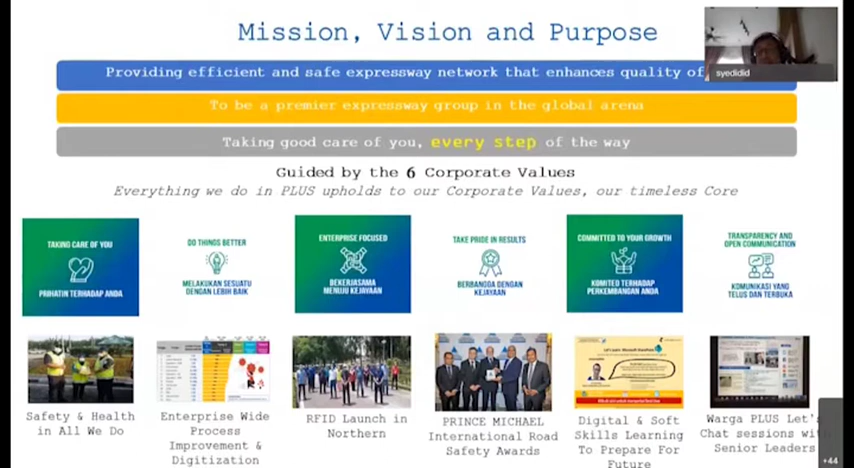 Mission, Vision and Purpose
Providing efficient and safe expressway network that enhances quality of
syedidid
To be a premier expressway group in the global arena
Taking good care of you, every step of the way
Guided by the 6 Corporate Values
Everything we do in PLUS upholds to our Corporate Values, our timeless Core
TAKING CARE OF YOU
PRIHATIN TERHADAP ANDA
DO THINGS BETTER
MELAKUKAN SESUATU
DENGAN LEBIH BAIK
ENTERPRISE FOCUSED
BEKERJASAMA
MENUJU KEJAYAAN
TAKE PRIDE IN RESULTS
BERBANGGA DENGAN
KEJAYAAN
COMMITTED TO YOUR GROWTH
KOMITED TERHADAP
PERKEMBANGAN ANDA
TRANSPARENCY AND
OPEN COMMUNICATION
KOMUNIKASI YANG
TELUS DAN TERBUKA
Safety & Health
in All We Do
Enterprise Wide
Process
Improvement &
Digitization
RFID Launch in
Northern
PRINCE MICHAEL
International Road
Safety Awards
Digital & Soft
Skills Learning
To Prepare For
Future
Warga PLUS Let's
Chat sessions with
Senior Leaders
+44